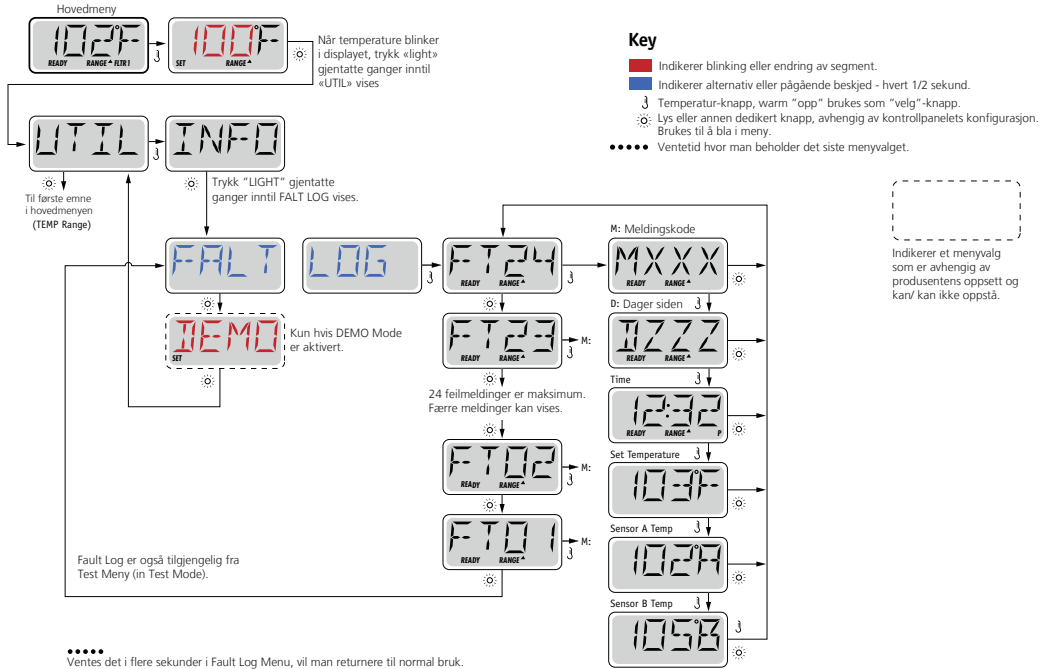 Hovedmeny
102°F
READY RANGE FLTR1
100°F
SET RANGE
Når temperature blinker
i displayet, trykk «light»
gjentatte ganger inntil
«UTIL» vises
Key
Indikerer blinking eller endring av segment.
Indikerer alternativ eller pågående beskjed - hvert 1/2 sekund.
Temperatur-knapp, warm "opp" brukes som "velg"-knapp.
Lys eller annen dedikert knapp, avhengig av kontrollpanelets konfigurasjon.
Brukes til å bla i meny.
Ventetid hvor man beholder det siste menyvalget.
UTIL
INFO
Til første emne
i hovedmenyen
(TEMP Range)
Trykk "LIGHT" gjentatte
ganger inntil FALT LOG vises.
Indikerer et menyvalg
som er avhengig av
produsentens oppsett og
kan/ kan ikke oppstå.
FALT
LOG
FT24
READY RANGE
M: Meldingskode
MXXX
READY RANGE
DEMO
SET
Kun hvis DEMO Mode
er aktivert.
FT23
READY RANGE
M:
D: Dager siden
DZZZ
READY RANGE
24 feilmeldinger er maksimum.
Færre meldinger kan vises.
Time
12:32
READY RANGE P
FT02
READY RANGE
M:
Set Temperature
103°F
FT01
READY RANGE
M:
Sensor A Temp
102°A
Sensor B Temp
105°B
Fault Log er også tilgjengelig fra
Test Meny (in Test Mode).
Ventes det i flere sekunder i Fault Log Menu, vil man returnere til normal bruk.